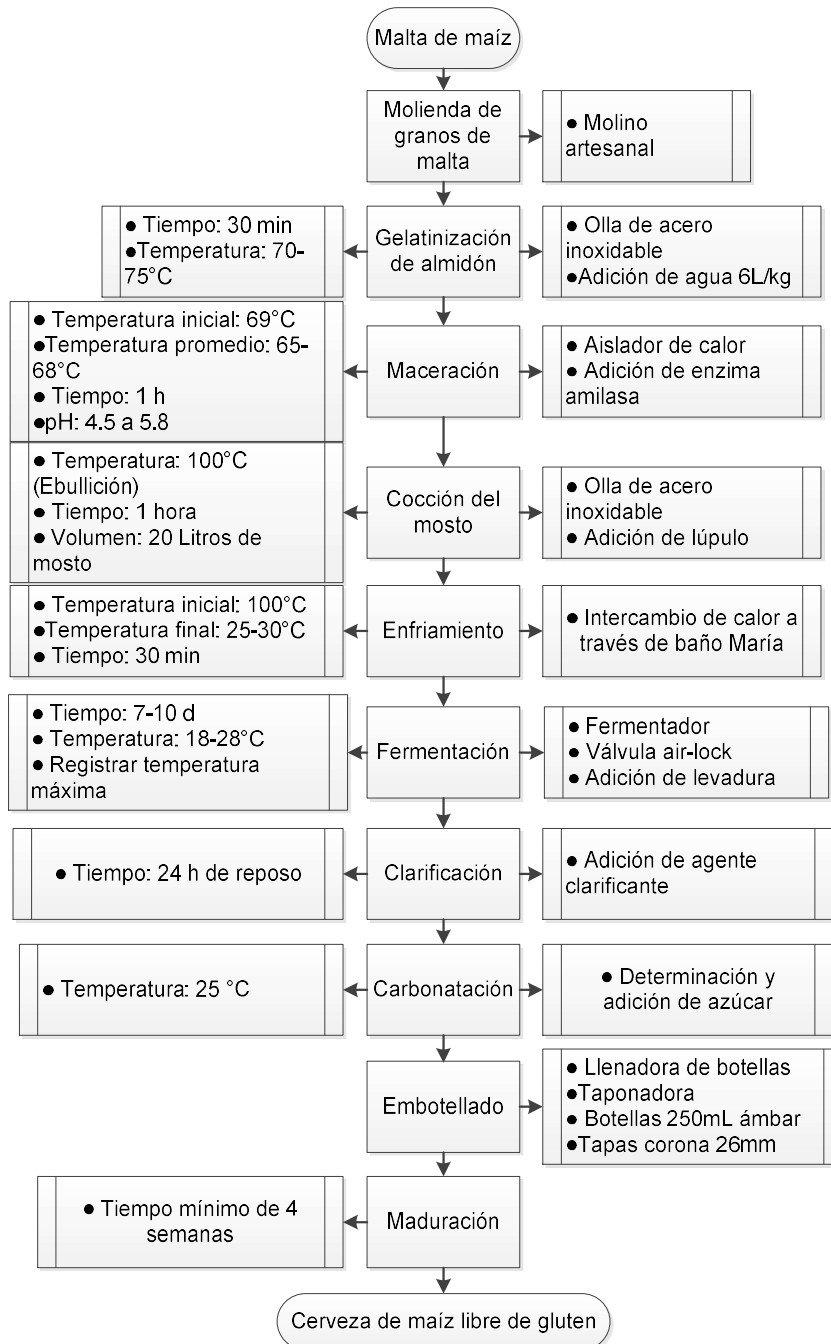 Malta de maíz
Molienda de
granos de
malta
● Molino
artesanal
● Tiempo: 30 min
●Temperatura: 70-
75°C
Gelatinización
de almidón
● Olla de acero
inoxidable
●Adición de agua 6L/kg
● Temperatura inicial: 69°C
●Temperatura promedio: 65-
68°C
● Tiempo: 1 h
●pH: 4.5 a 5.8
Maceración
● Aislador de calor
● Adición de enzima
amilasa
● Temperatura: 100°C
(Ebullición)
● Tiempo: 1 hora
● Volumen: 20 Litros de
mosto
Cocción del
mosto
● Olla de acero
inoxidable
● Adición de lúpulo
● Temperatura inicial: 100°C
●Temperatura final: 25-30°C
● Tiempo: 30 min
Enfriamiento
● Intercambio de calor a
través de baño María
● Tiempo: 7-10 d
● Temperatura: 18-28°C
● Registrar temperatura
máxima
Fermentación
● Fermentador
● Válvula air-lock
● Adición de levadura
● Tiempo: 24 h de reposo
Clarificación
● Adición de agente
clarificante
● Temperatura: 25 °C
Carbonatación
● Determinación y
adición de azúcar
Embotellado
● Llenadora de botellas
●Taponadora
● Botellas 250mL ámbar
●Tapas corona 26mm
● Tiempo mínimo de 4
semanas
Maduración
Cerveza de maíz libre de gluten